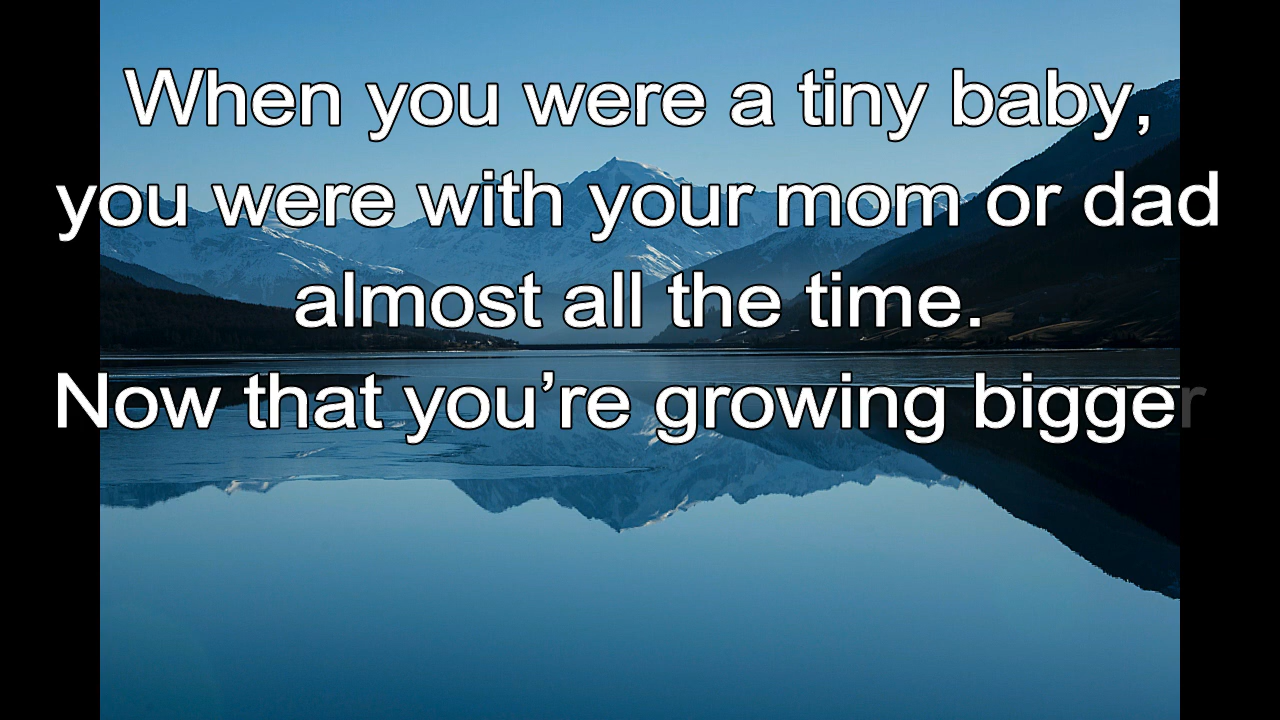 When you were a tiny baby,
you were with your mom or dad
almost all the time.
Now that you’re growing bigger